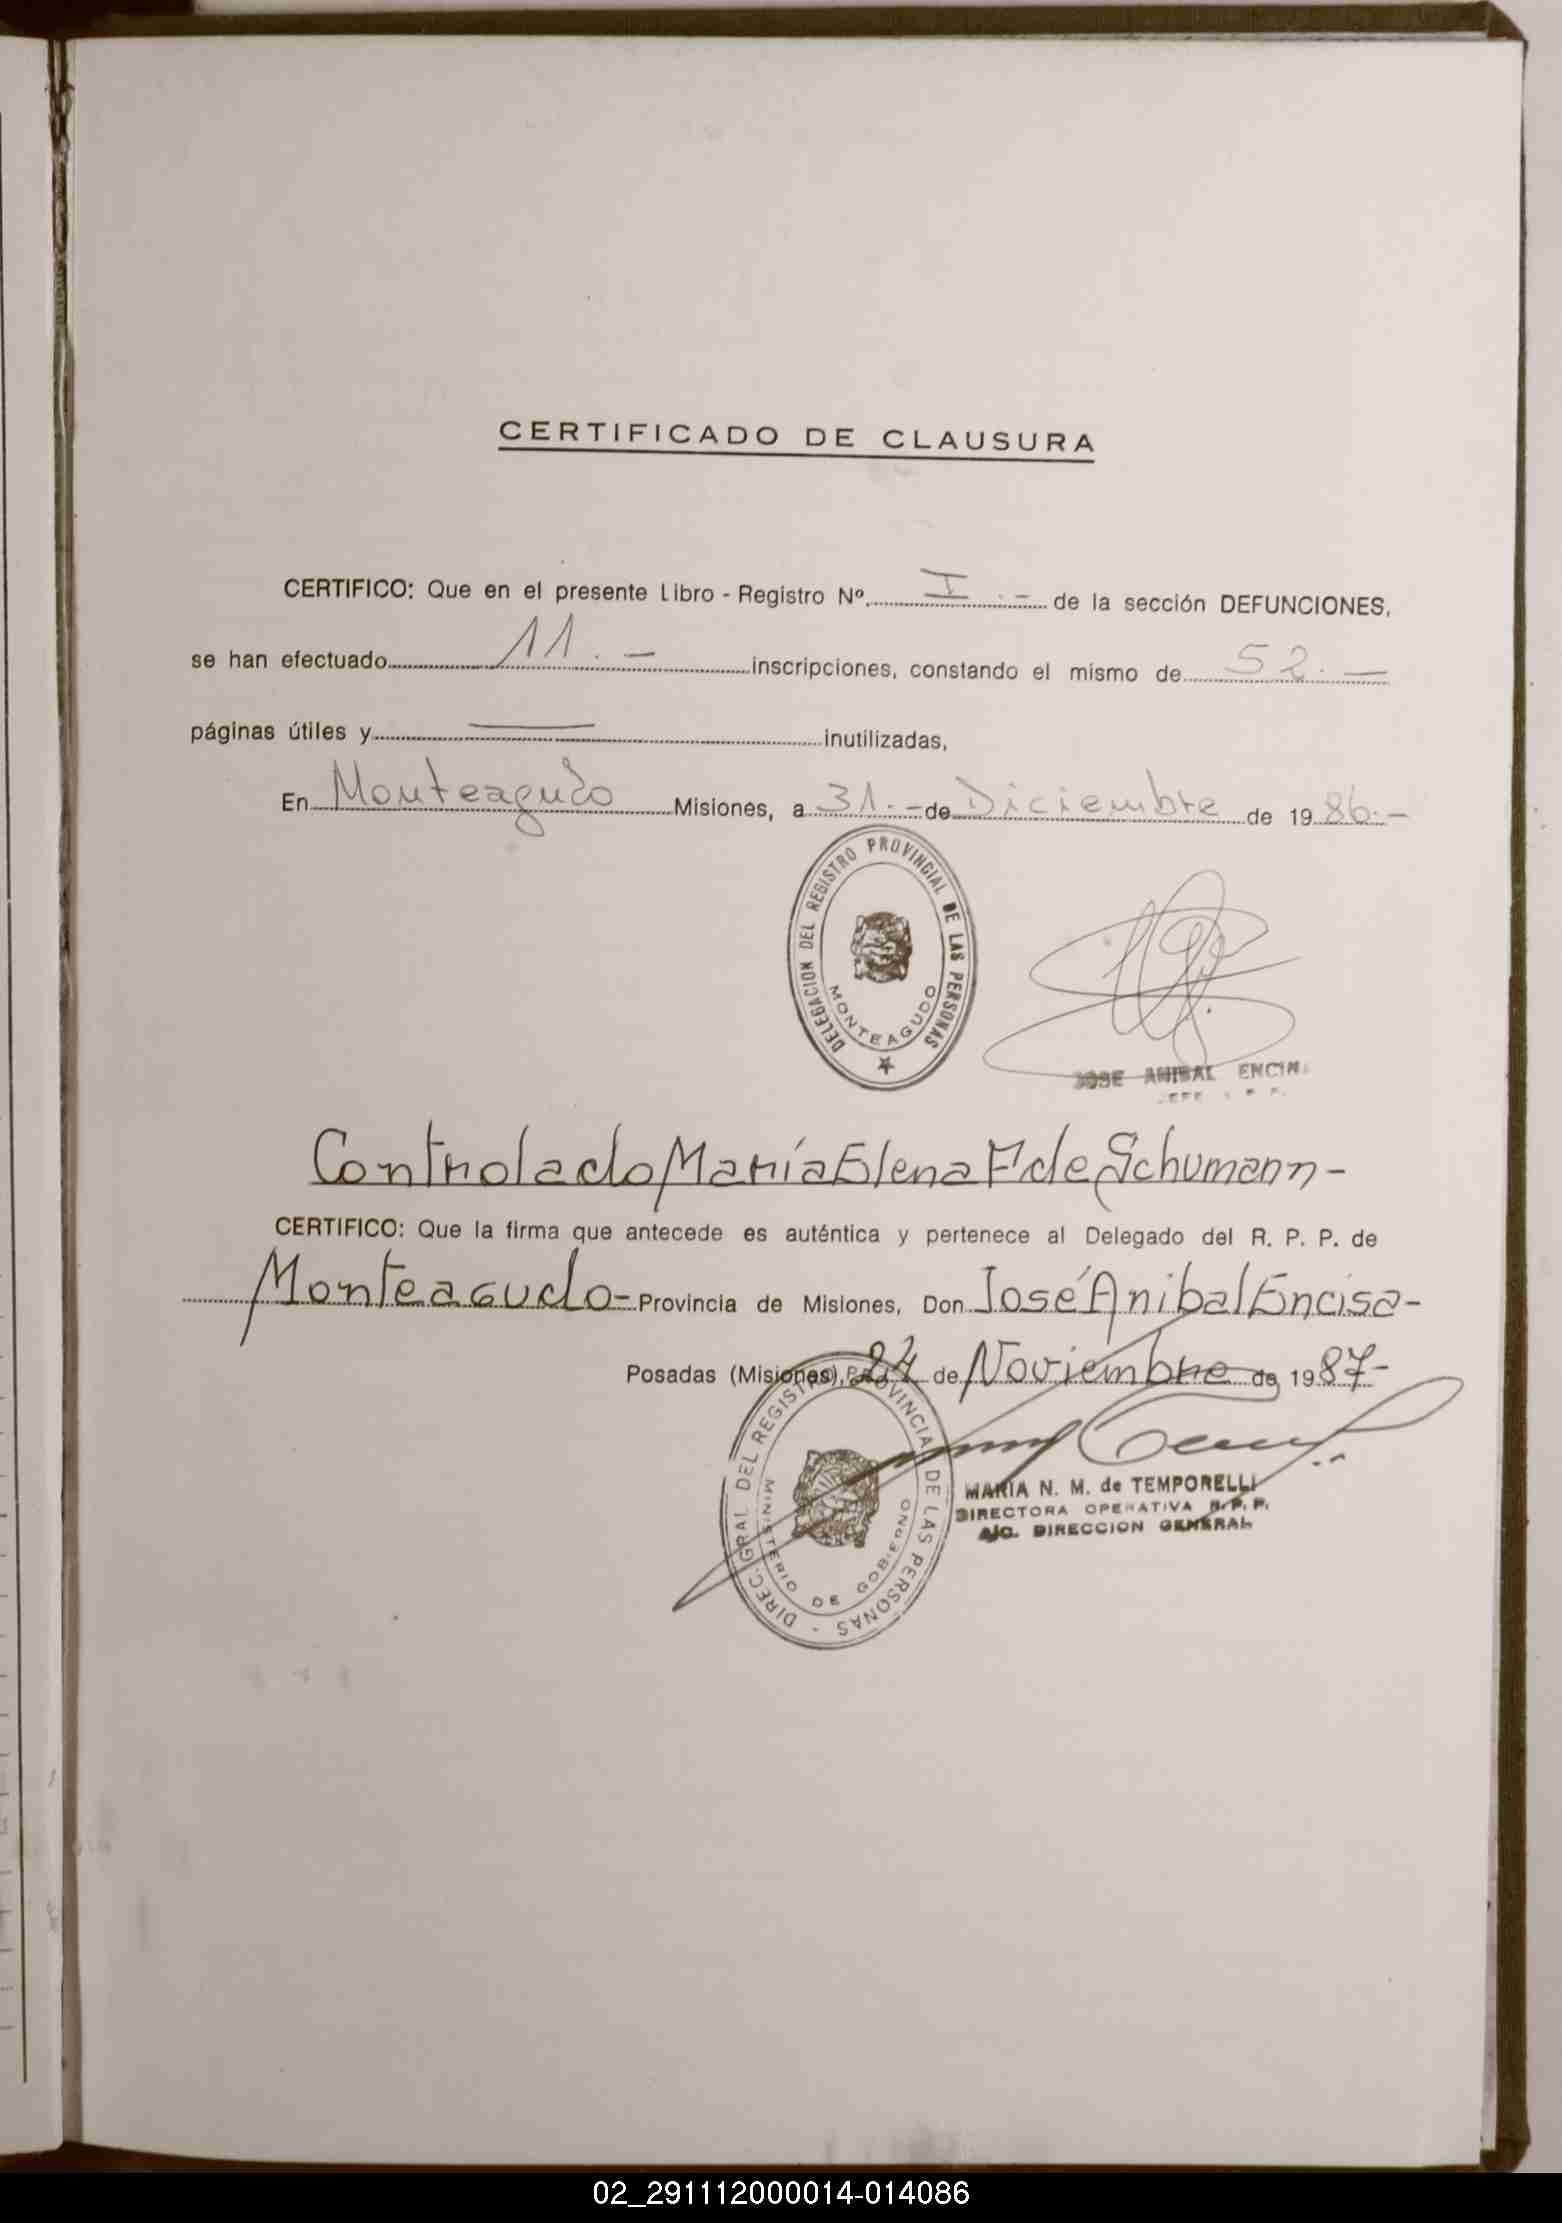 CERTIFICADO DE CLAUSURA
CERTIFICO: Que en el presente Libro - Registro Nº I .- de la sección DEFUNCIONES,
se han efectuado 11.- inscripciones, constando el mismo de 52.-
páginas útiles y — inutilizadas,
En Monteagudo Misiones, a 31.- de Diciembre de 1986.-
DELEGACION DEL REGISTRO PROVINCIAL DE LAS PERSONAS
MONTEAGUDO
JOSE ANIBAL ENCIN
Controlado María Elena F de Schumann-
CERTIFICO: Que la firma que antecede es auténtica y pertenece al Delegado del R. P. P. de
Monteagudo- Provincia de Misiones, Don José Anibal Encisa-
Posadas (Misiones), 24 de Noviembre de 1987-
DIREC. GRAL DEL REGISTRO PROVINCIAL DE LAS PERSONAS -
MINISTERIO DE GOBIERNO
MARIA N. M. de TEMPORELLI
DIRECTORA OPERATIVA R. P. P.
A/C. DIRECCION GENERAL
02_291112000014-014086